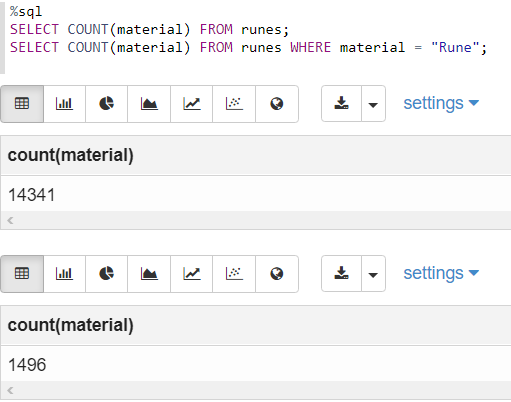 %sql
SELECT COUNT(material) FROM runes;
SELECT COUNT(material) FROM runes WHERE material = "Rune";
settings
count(material)
14341
settings
count(material)
1496